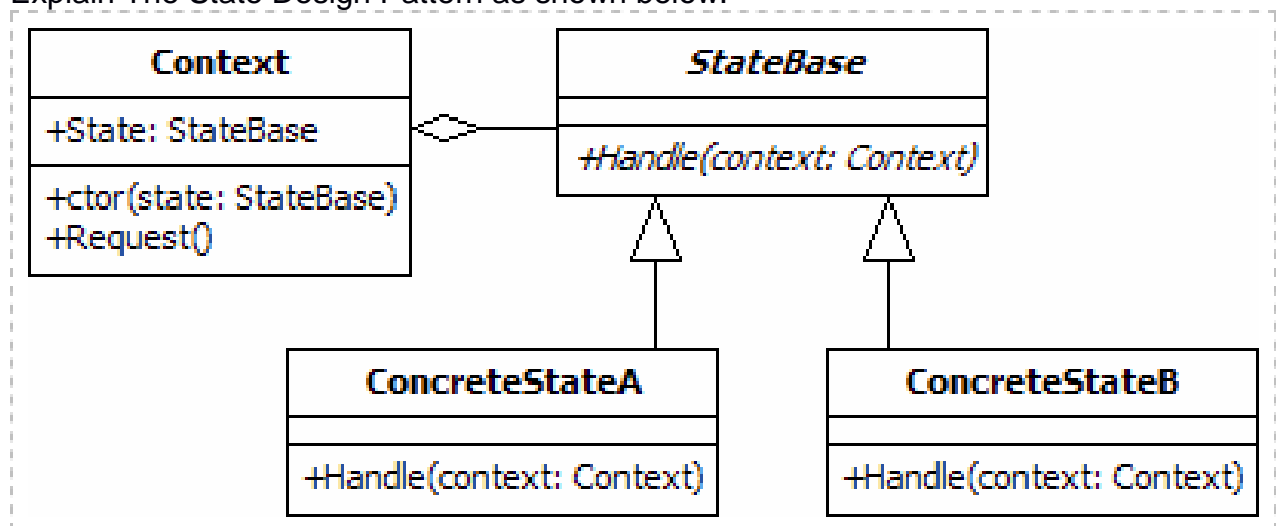 Explain The State Design Pattern as shown below.
Context
+State: StateBase
+ctor(state: StateBase)
+Request()
StateBase
+Handle(context: Context)
ConcreteStateA
+Handle(context: Context)
ConcreteStateB
+Handle(context: Context)